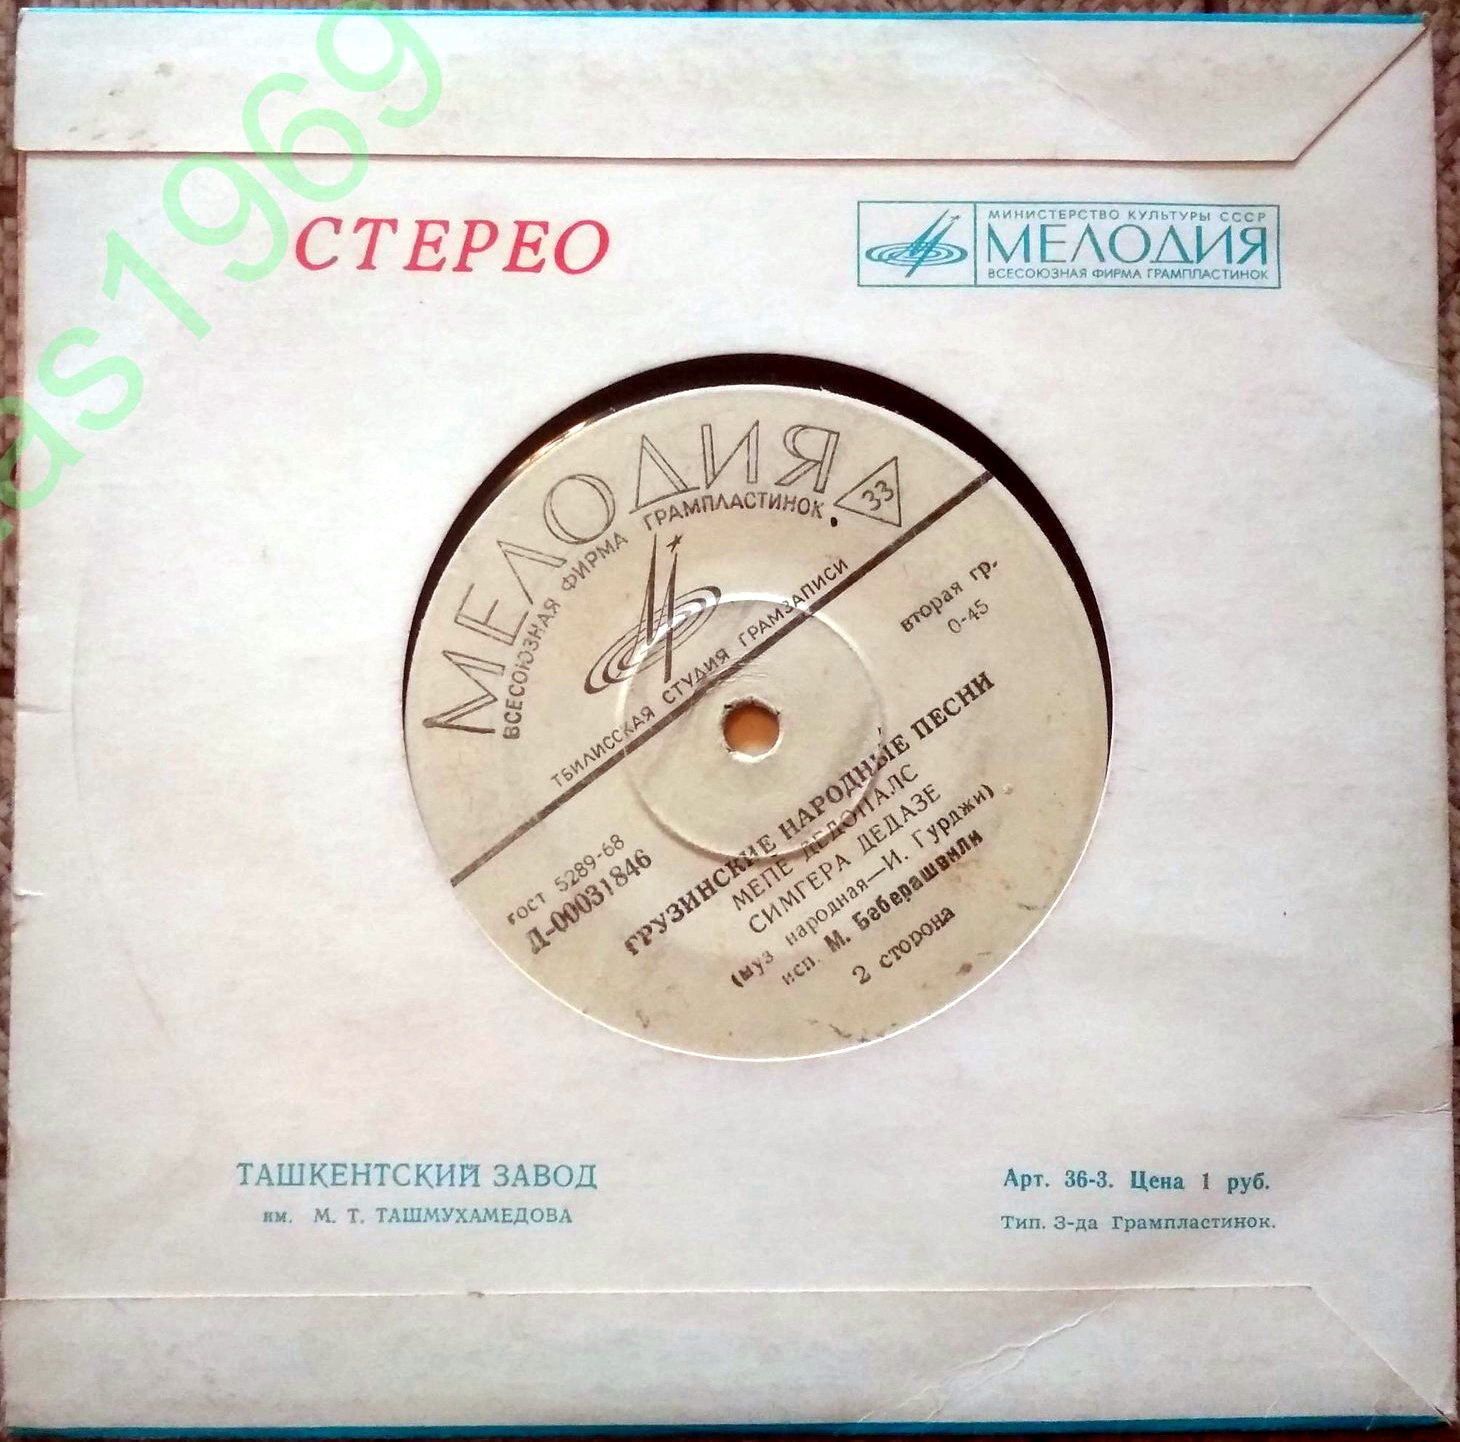 as1969
СТЕРЕО
МИНИСТЕРСТВО КУЛЬТУРЫ СССР
МЕЛОДИЯ
ВСЕСОЮЗНАЯ ФИРМА ГРАМПЛАСТИНОК
МЕЛОДИЯ
33
ВСЕСОЮЗНАЯ ФИРМА ГРАМПЛАСТИНОК
ТБИЛИССКАЯ СТУДИЯ ГРАМЗАПИСИ
вторая гр.
0-45
ГОСТ 5289-68
Д-00031846
ГРУЗИНСКИЕ НАРОДНЫЕ ПЕСНИ
МЕПЕ ДЕДОПАЛС
СИМГЕРА ДЕДАЗЕ
(муз народная—И. Гурджи)
исп. М. Беберашвили
2 сторона
ТАШКЕНТСКИЙ ЗАВОД
им. М. Т. ТАШМУХАМЕДОВА
Арт. 36-3. Цена 1 руб.
Тип. З-да Грампластинок.